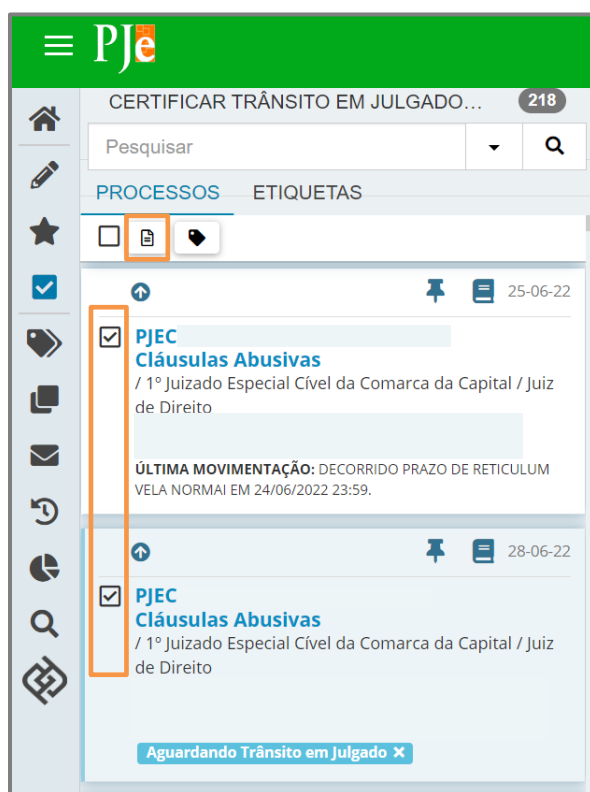 PJe
CERTIFICAR TRÂNSITO EM JULGADO... 218
Pesquisar
PROCESSOS ETIQUETAS
25-06-22
PJEC
Cláusulas Abusivas
/ 1º Juizado Especial Cível da Comarca da Capital / Juiz
de Direito
ÚLTIMA MOVIMENTAÇÃO: DECORRIDO PRAZO DE RETICULUM
VELA NORMAI EM 24/06/2022 23:59.
28-06-22
PJEC
Cláusulas Abusivas
/ 1º Juizado Especial Cível da Comarca da Capital / Juiz
de Direito
Aguardando Trânsito em Julgado ×